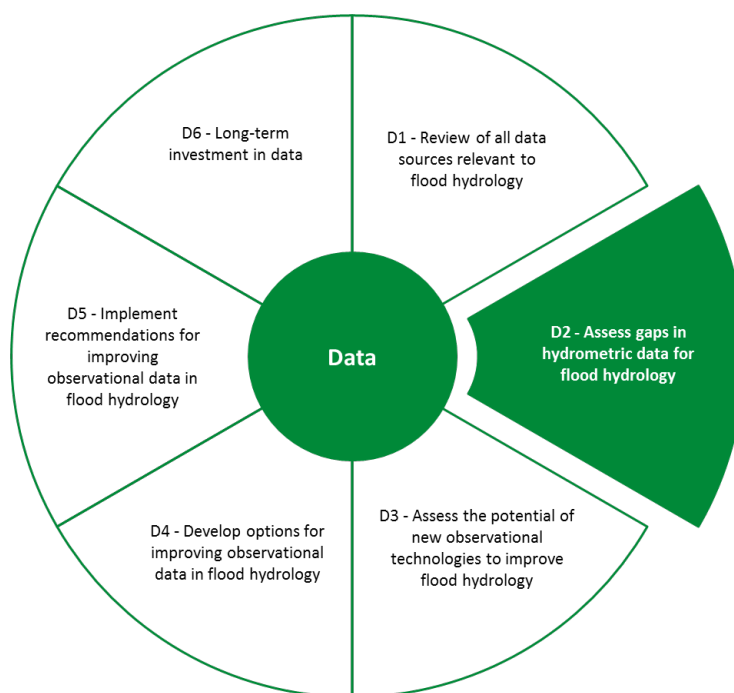 D1 - Review of all data
sources relevant to
flood hydrology
D2 - Assess gaps in
hydrometric data for
flood hydrology
D3 - Assess the potential of
new observational
technologies to improve
flood hydrology
D4 - Develop options for
improving observational
data in flood hydrology
D5 - Implement
recommendations for
improving
observational data in
flood hydrology
D6 - Long-term
investment in data
Data